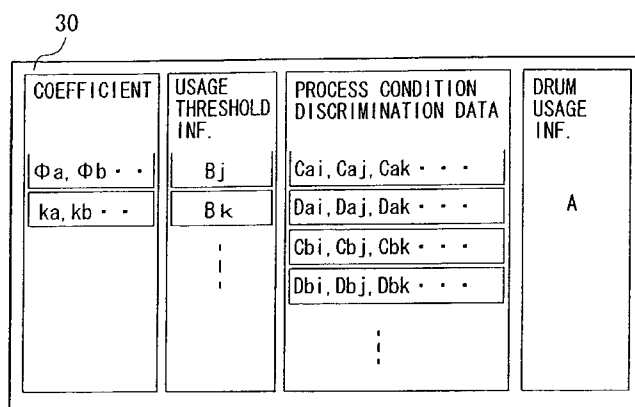 30
COEFFICIENT
Φa, Φb・・
ka, kb・・
USAGE
THRESHOLD
INF.
Bj
Bk
PROCESS CONDITION
DISCRIMINATION DATA
Cai, Caj, Cak・・・
Dai, Daj, Dak・・・
Cbi, Cbj, Cbk・・・
Dbi, Dbj, Dbk・・・
DRUM
USAGE
INF.
A